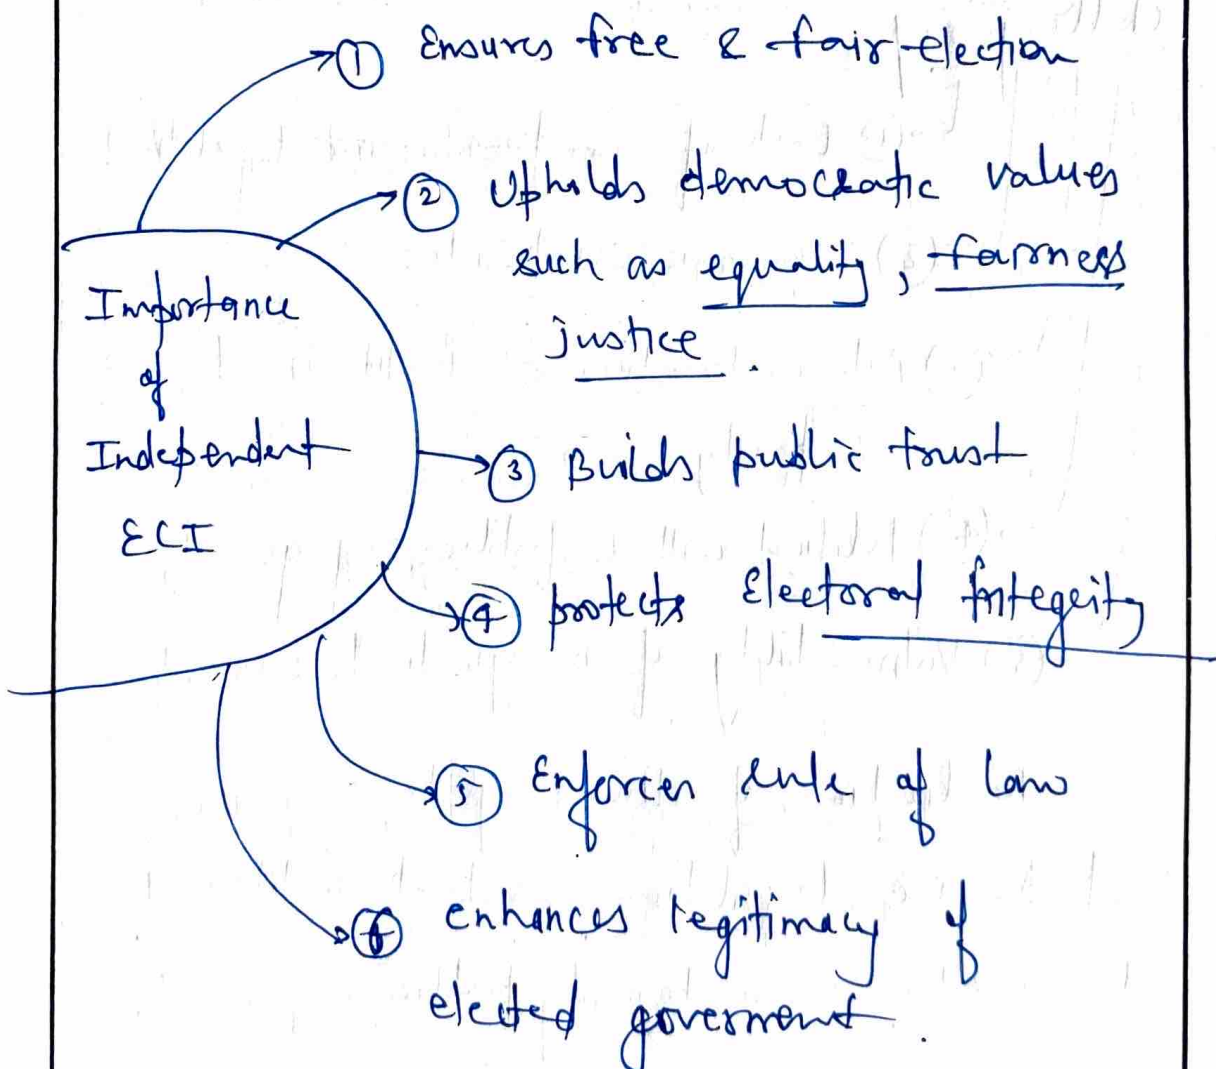 ① Ensures free & fair election
② Upholds democratic values
such as equality, fairness
justice.
Importance
of
Independent
ECI
③ Builds public trust
④ protects Electoral Integrity
⑤ Enforces rule of law
⑥ enhances legitimacy of
elected government.